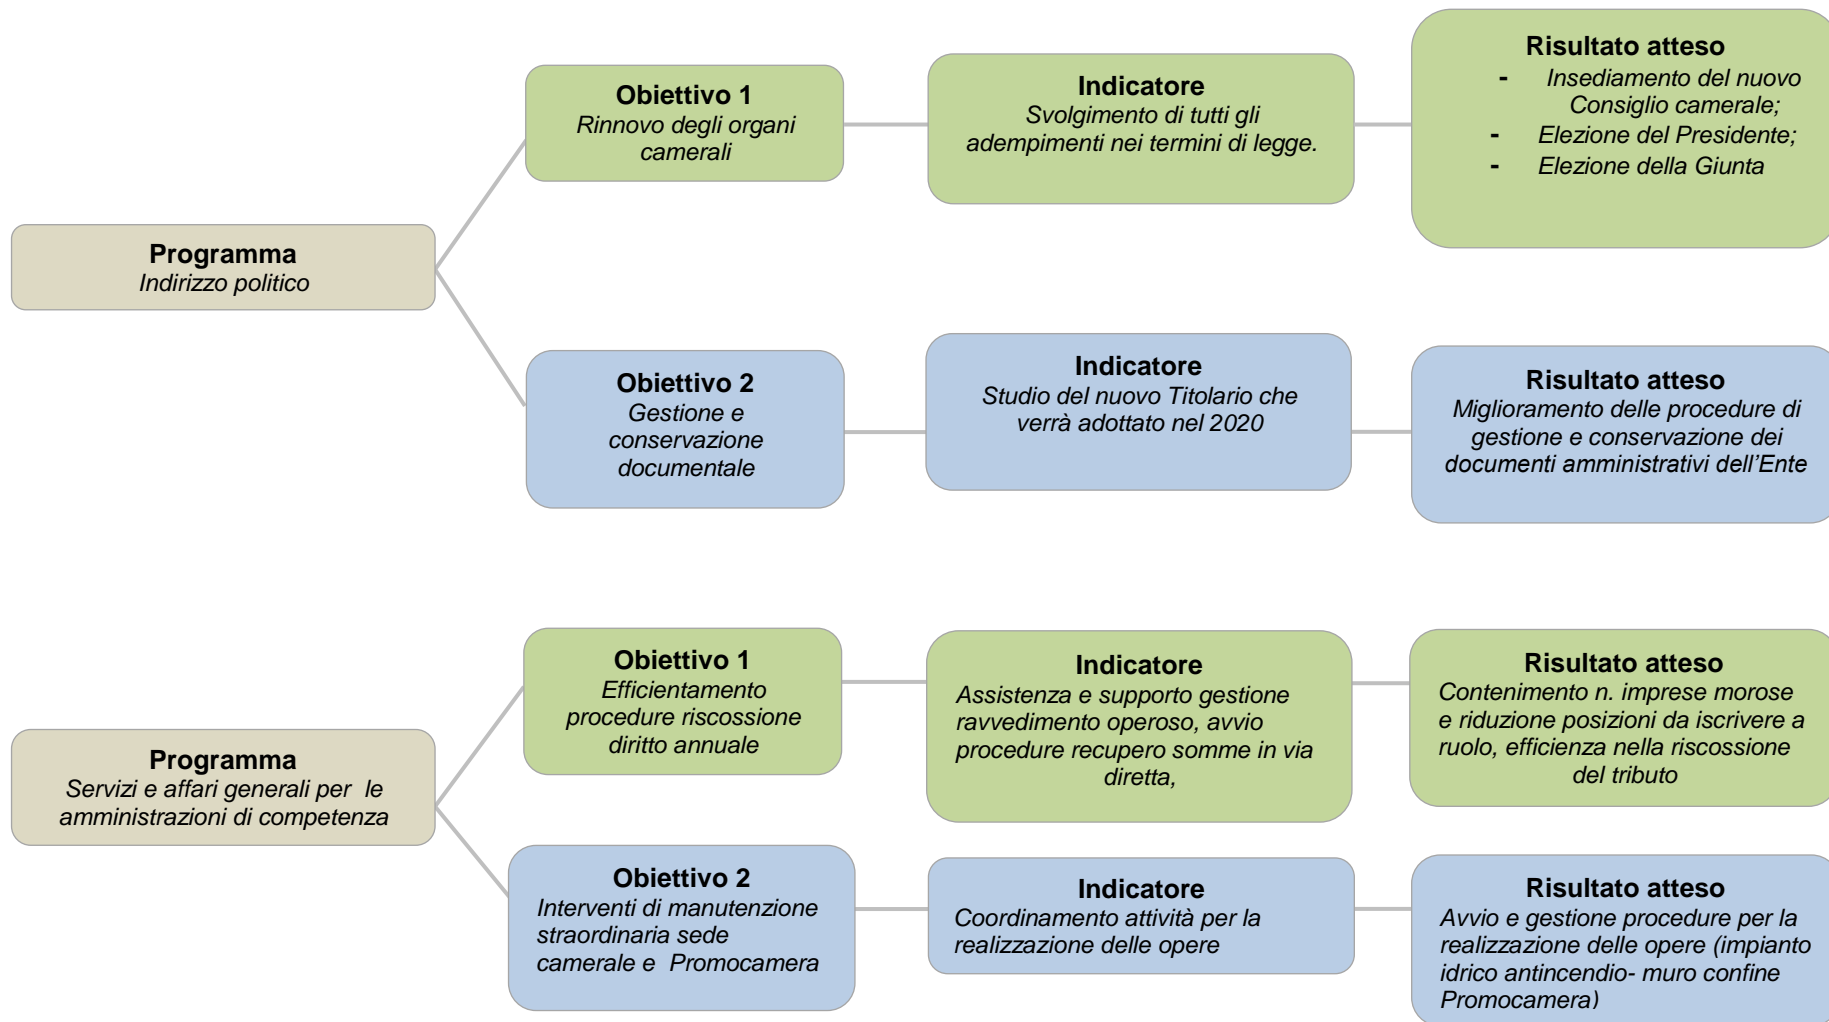 Programma
Indirizzo politico
Obiettivo 1
Rinnovo degli organi
camerali
Indicatore
Svolgimento di tutti gli
adempimenti nei termini di legge.
Risultato atteso
- Insediamento del nuovo
Consiglio camerale;
- Elezione del Presidente;
- Elezione della Giunta
Obiettivo 2
Gestione e
conservazione
documentale
Indicatore
Studio del nuovo Titolario che
verrà adottato nel 2020
Risultato atteso
Miglioramento delle procedure di
gestione e conservazione dei
documenti amministrativi dell'Ente
Programma
Servizi e affari generali per le
amministrazioni di competenza
Obiettivo 1
Efficientamento
procedure riscossione
diritto annuale
Indicatore
Assistenza e supporto gestione
ravvedimento operoso, avvio
procedure recupero somme in via
diretta,
Risultato atteso
Contenimento n. imprese morose
e riduzione posizioni da iscrivere a
ruolo, efficienza nella riscossione
del tributo
Obiettivo 2
Interventi di manutenzione
straordinaria sede
camerale e Promocamera
Indicatore
Coordinamento attività per la
realizzazione delle opere
Risultato atteso
Avvio e gestione procedure per la
realizzazione delle opere (impianto
idrico antincendio- muro confine
Promocamera)